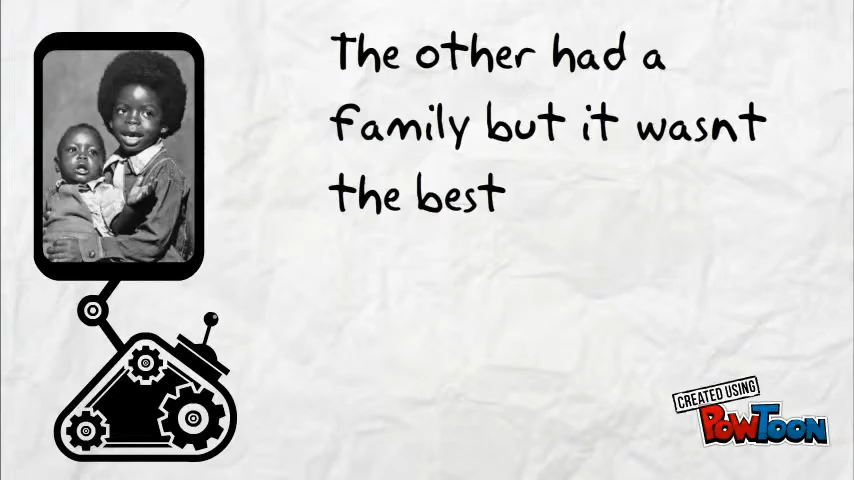 The other had a
family but it wasnt
the best
CREATED USING
POWTOON